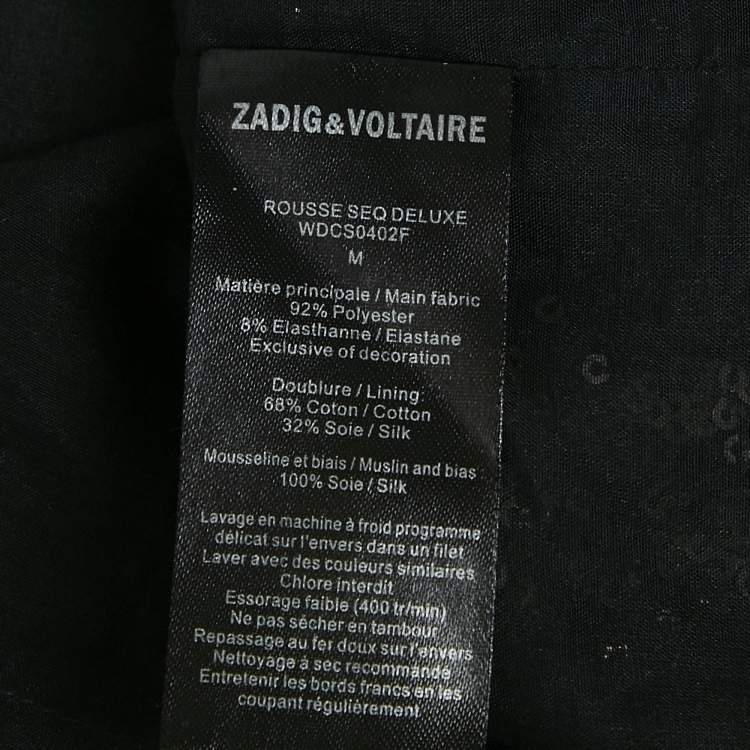 ZADIG&VOLTAIRE
ROUSSE SEQ DELUXE
WDCS0402F
M
Matière principale / Main fabric
92% Polyester
8% Elasthanne / Elastane
Exclusive of decoration
Doublure / Lining:
68% Coton / Cotton
32% Soie / Silk
Mousseline et biais / Muslin and bias
100% Soie / Silk
Lavage en machine à froid programme
délicat sur l'envers dans un filet
Laver avec des couleurs similaires
Chlore interdit
Essorage faible (400 tr/min)
Ne pas sécher en tambour
Repassage au fer doux sur l'envers
Nettoyage à sec recommandé
Entretenir les bords francs en les
coupant régulièrement